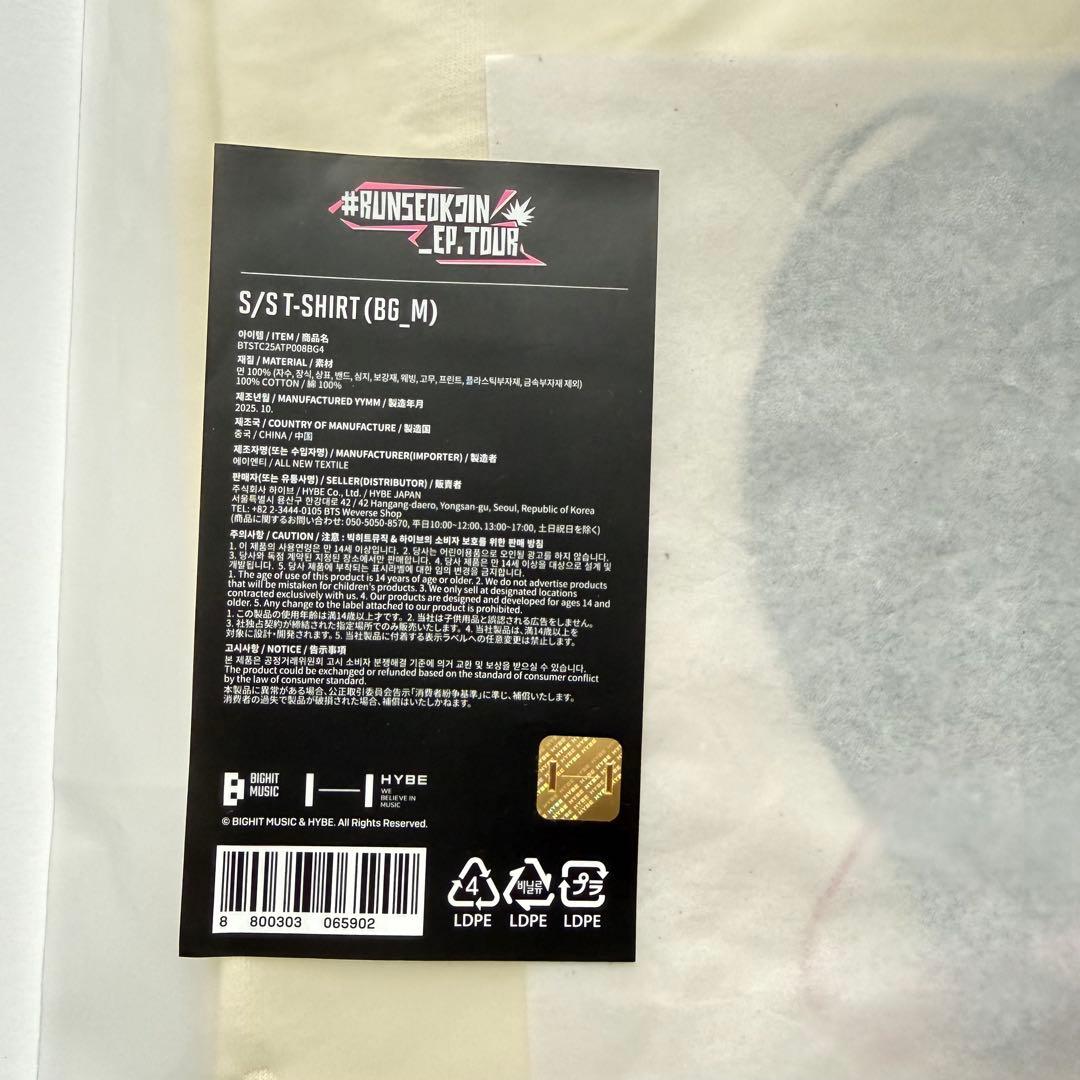 #RUNSEOKJIN
_EP.TOUR
S/S T-SHIRT (BG_M)
아이템 / ITEM / 商品名
BTSTC25ATP008BG4
재질 / MATERIAL / 素材
면 100% (자수, 장식, 상표, 밴드, 심지, 보강재, 웨빙, 고무, 프린트, 플라스틱부자재, 금속부자재 제외)
100% COTTON / 綿 100%
제조년월 / MANUFACTURED YYMM / 製造年月
2025. 10.
제조국 / COUNTRY OF MANUFACTURE / 製造国
중국 / CHINA / 中国
제조자명(또는 수입자명) / MANUFACTURER(IMPORTER) / 製造者
에이엔티 / ALL NEW TEXTILE
판매자(또는 유통사명) / SELLER(DISTRIBUTOR) / 販賣者
주식회사 하이브 / HYBE Co., Ltd. / HYBE JAPAN
서울특별시 용산구 한강대로 42 / 42 Hangang-daero, Yongsan-gu, Seoul, Republic of Korea
TEL: +82 2-3444-0105 BTS Weverse Shop
(商品に関するお問い合わせ: 050-5050-8570, 平日10:00~12:00、13:00~17:00, 土日祝日を除く)
주의사항 / CAUTION / 注意 : 빅히트뮤직 & 하이브의 소비자 보호를 위한 판매 방침
1. 이 제품의 사용연령은 만 14세 이상입니다. 2. 당사는 어린이용품으로 오인될 광고를 하지 않습니다.
3. 당사와 독점 계약된 지정된 장소에서만 판매합니다. 4. 당사 제품은 만 14세 이상을 대상으로 설계 및
개발됩니다. 5. 당사 제품에 부착되는 표시라벨에 대한 임의 변경을 금지합니다.
1. The age of use of this product is 14 years of age or older. 2. We do not advertise products
that will be mistaken for children's products. 3. We only sell at designated locations
contracted exclusively with us. 4. Our products are designed and developed for ages 14 and
older. 5. Any change to the label attached to our product is prohibited.
1. この製品の使用年齢は満14歳以上才です。2. 当社は子供用品と誤認される広告をしません。
3. 社独占契約が締結された指定場所でのみ販売いたします。4. 当社製品は、満14歳以上を
対象に設計・開発されます。5. 当社製品に付着する表示ラベルへの任意変更は禁止します。
고시사항 / NOTICE / 告示事項
본 제품은 공정거래위원회 고시 소비자 분쟁해결 기준에 의거 교환 및 보상을 받으실 수 있습니다.
The product could be exchanged or refunded based on the standard of consumer conflict
by the law of consumer standard.
本製品に異常がある場合、公正取引委員会告示「消費者紛争基準」に準じ、補償いたします。
消費者の過失で製品が破損された場合、補償はいたしかねます。
BIGHIT
MUSIC
HYBE
WE
BELIEVE IN
MUSIC
© BIGHIT MUSIC & HYBE. All Rights Reserved.
8 800303 065902
4
LDPE
비닐류
LDPE
プラ
LDPE